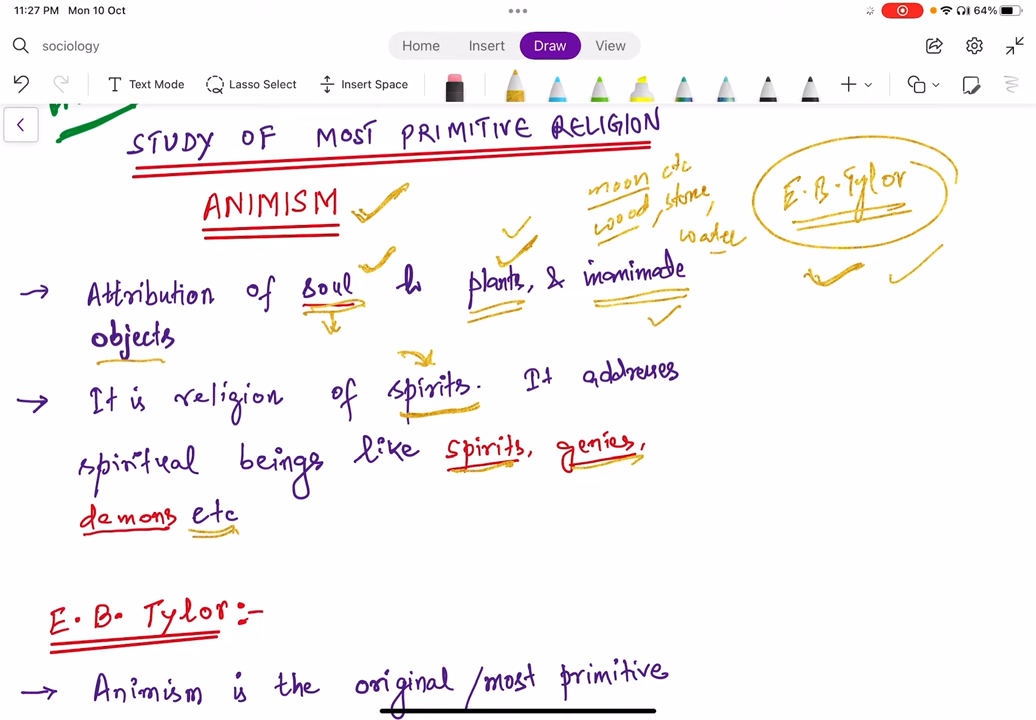 11:27 PM Mon 10 Oct
64%
sociology
Home Insert Draw View
Text Mode Lasso Select Insert Space
STUDY OF MOST PRIMITIVE RELIGION
ANIMISM
moon etc
wood, stone,
water
E.B.Tylor
→ Attribution of soul to plants, & inanimade
objects
→ It is religion of spirits. It addresses
spiritual beings like spirits, genies,
demons etc
E.B. Tylor:-
→ Animism is the original/most primitive